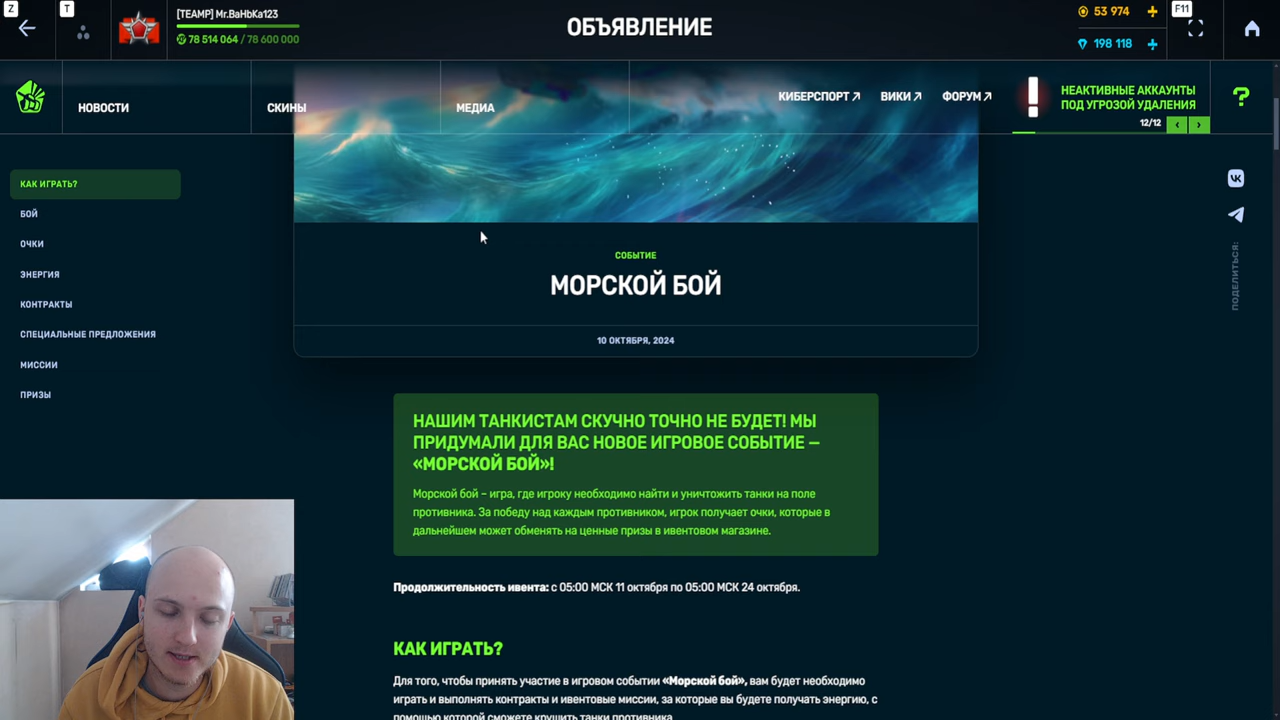 Z
T
[TEAMP] Mr.BaHbKa123
78 514 064 / 78 600 000
ОБЪЯВЛЕНИЕ
53 974 +
198 118 +
F11
НОВОСТИ
СКИНЫ
МЕДИА
КИБЕРСПОРТ↗
ВИКИ↗
ФОРУМ↗
НЕАКТИВНЫЕ АККАУНТЫ
ПОД УГРОЗОЙ УДАЛЕНИЯ
12/12
?
КАК ИГРАТЬ?
БОЙ
ОЧКИ
ЭНЕРГИЯ
КОНТРАКТЫ
СПЕЦИАЛЬНЫЕ ПРЕДЛОЖЕНИЯ
МИССИИ
ПРИЗЫ
ПОДЕЛИТЬСЯ:
СОБЫТИЕ
МОРСКОЙ БОЙ
10 ОКТЯБРЯ, 2024
НАШИМ ТАНКИСТАМ СКУЧНО ТОЧНО НЕ БУДЕТ! МЫ
ПРИДУМАЛИ ДЛЯ ВАС НОВОЕ ИГРОВОЕ СОБЫТИЕ –
«МОРСКОЙ БОЙ»!
Морской бой – игра, где игроку необходимо найти и уничтожить танки на поле
противника. За победу над каждым противником, игрок получает очки, которые в
дальнейшем может обменять на ценные призы в ивентовом магазине.
Продолжительность ивента: с 05:00 МСК 11 октября по 05:00 МСК 24 октября.
КАК ИГРАТЬ?
Для того, чтобы принять участие в игровом событии «Морской бой», вам будет необходимо
играть и выполнять контракты и ивентовые миссии, за которые вы будете получать энергию, с
помощью которой сможете крушить танки противника.